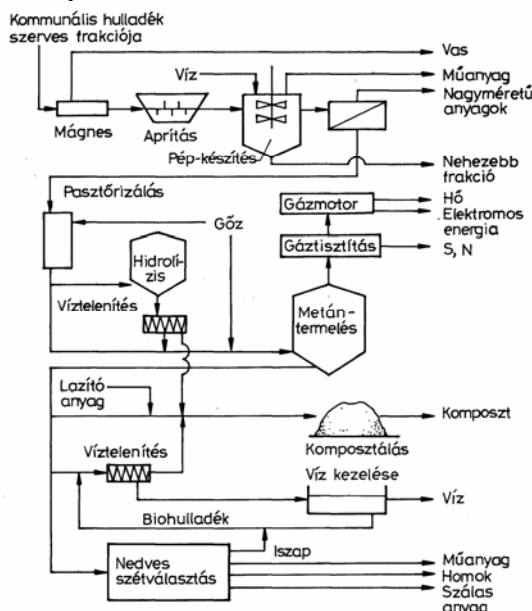 Kommunális hulladék
szerves frakciója
Vas
Víz
Műanyag
Nagyméretű
anyagok
Mágnes
Aprítás
Pép-készítés
Nehezebb
frakció
Pasztőrizálás
Gőz
Gázmotor
Hő
Elektromos
energia
Gáztisztítás
S, N
Hidrolí-
zis
Víztelenítés
Metán-
termelés
Lazító
anyag
Komposzt
Komposztálás
Víztelenítés
Víz kezelése
Víz
Biohulladék
Iszap
Nedves
szétválasztás
Műanyag
Homok
Szálas
anyag